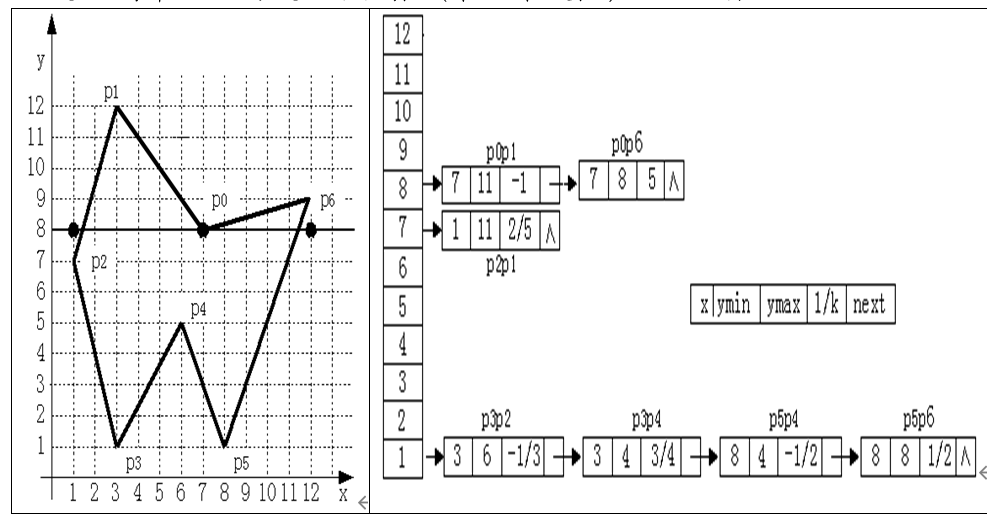 y
p1
12
11
10
9
8
7
6
5
4
3
2
1
p0
p6
p2
p4
p3
p5
1 2 3 4 5 6 7 8 9 10 11 12 x
12
11
10
9
8
7
6
5
4
3
2
1
p0p1
7 11 -1
p0p6
7 8 5 ∧
1 11 2/5 ∧
p2p1
x|ymin ymax 1/k next
p3p2
3 6 -1/3
p3p4
3 4 3/4
p5p4
8 4 -1/2
p5p6
8 8 1/2 ∧